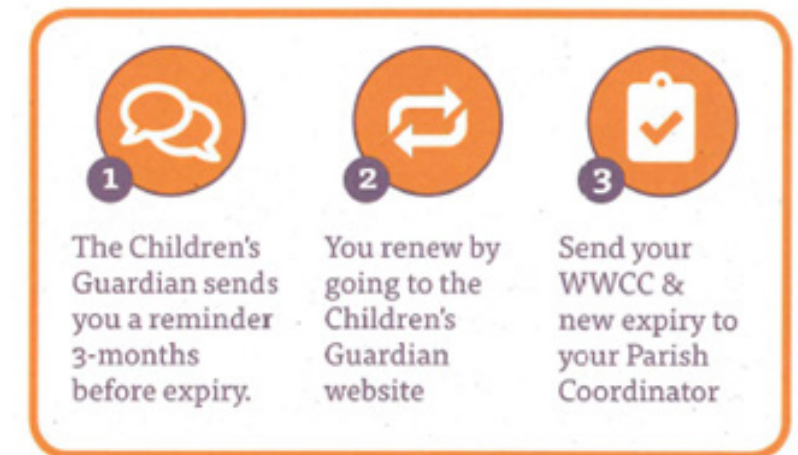 1
The Children's
Guardian sends
you a reminder
3-months
before expiry.
2
You renew by
going to the
Children's
Guardian
website
3
Send your
WWCC &
new expiry to
your Parish
Coordinator